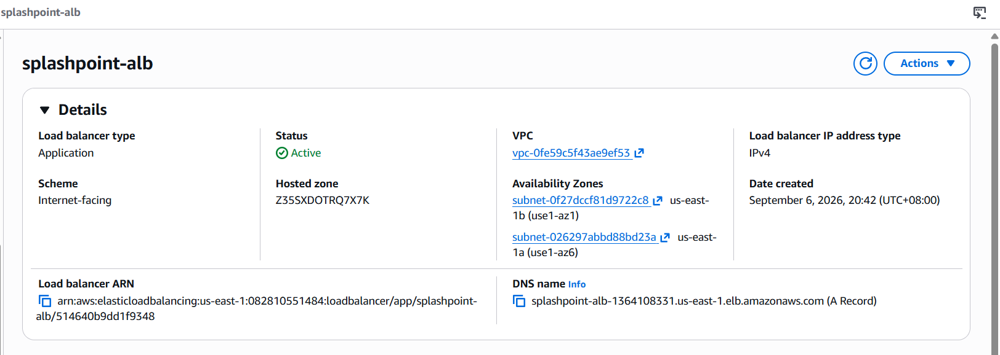 splashpoint-alb
splashpoint-alb
Actions
Details
Load balancer type
Application
Status
Active
VPC
vpc-0fe59c5f43ae9ef53
Load balancer IP address type
IPv4
Scheme
Internet-facing
Hosted zone
Z35SXDOTRQ7X7K
Availability Zones
subnet-0f27dccf81d9722c8 us-east-
1b (use1-az1)
subnet-026297abbd88bd23a us-east-
1a (use1-az6)
Date created
September 6, 2026, 20:42 (UTC+08:00)
Load balancer ARN
arn:aws:elasticloadbalancing:us-east-1:082810551484:loadbalancer/app/splashpoint-
alb/514640b9dd1f9348
DNS name Info
splashpoint-alb-1364108331.us-east-1.elb.amazonaws.com (A Record)